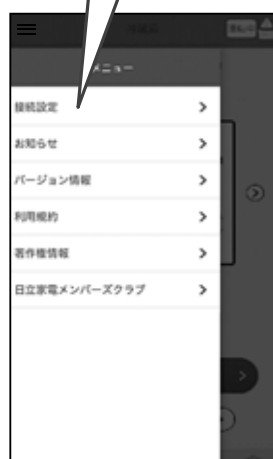 メニュー
接続設定
お知らせ
バージョン情報
利用規約
著作権情報
日立家電メンバーズクラブ